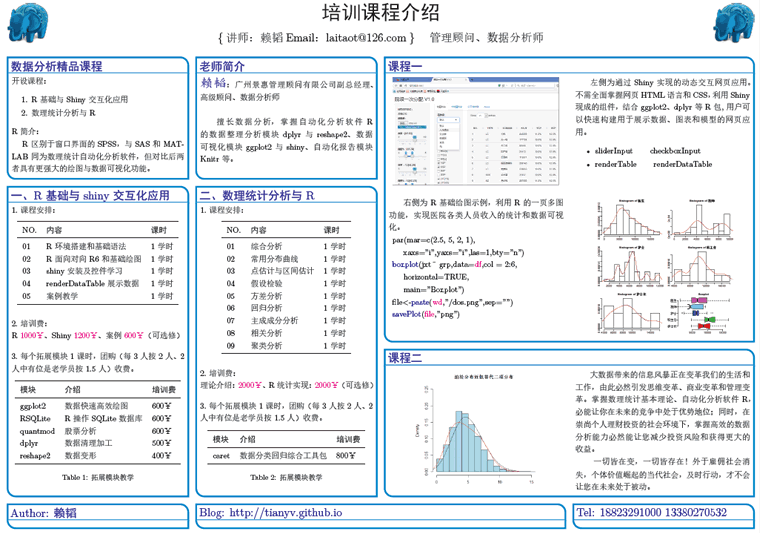 培训课程介绍
{ 讲师：赖韬 Email：laitaot@126.com } 管理顾问、数据分析师
数据分析精品课程
开设课程：
1. R 基础与 Shiny 交互化应用
2. 数理统计分析与 R
R 简介：
R 区别于窗口界面的 SPSS，与 SAS 和 MAT-
LAB 同为数理统计自动化分析软件，但对比后两
者具有更强大的绘图与数据可视化功能。
老师简介
赖韬：广州景惠管理顾问有限公司副总经理、
高级顾问、数据分析师
擅长数据分析，掌握自动化分析软件 R
的数据整理分析模块 dplyr 与 reshape2、数据
可视化模块 ggplot2 与 shiny、自动化报告模块
Knitr 等。
一、R 基础与 shiny 交互化应用
1. 课程安排：
NO. 内容 课时
01 R 环境搭建和基础语法 1 学时
02 R 面向对向 R6 和基础绘图 1 学时
03 shiny 安装及控件学习 1 学时
04 renderDataTable 展示数据 1 学时
05 案例教学 1 学时
2. 培训费：
R 1000￥、Shiny 1200￥、案例 600￥（可选修）
3. 每个拓展模块 1 课时，团购（每 3 人按 2 人、2
人中有位是老学员按 1.5 人）收费。
模块 介绍 培训费
ggplot2 数据快速高效绘图 600￥
RSQLite R 操作 SQLite 数据库 600￥
quantmod 股票分析 600￥
dplyr 数据清理加工 500￥
reshape2 数据变形 400￥
Table 1: 拓展模块教学
二、数理统计分析与 R
1. 课程安排：
NO. 内容 课时
01 综合分析 1 学时
02 常用分布曲线 1 学时
03 点估计与区间估计 1 学时
04 假设检验 1 学时
05 方差分析 1 学时
06 回归分析 1 学时
07 主成成分分析 1 学时
08 相关分析 1 学时
09 聚类分析 1 学时
2. 培训费：
理论介绍：2000￥、R 统计实现：2000￥（可选修）
3. 每个拓展模块 1 课时，团购（每 3 人按 2 人、2
人中有位是老学员按 1.5 人）收费。
模块 介绍 培训费
caret 数据分类回归综合工具包 800￥
Table 2: 拓展模块教学
课程一
左侧为通过 Shiny 实现的动态交互网页应用。
不需全面掌握网页 HTML 语言和 CSS，利用 Shiny
现成的组件，结合 ggplot2、dplyr 等 R 包，用户可
以快速构建用于展示数据、图表和模型的网页应
用。
• sliderInput checkboxInput
• renderTable renderDataTable
右侧为 R 基础绘图示例，利用 R 的一页多图
功能，实现医院各类人员收入的统计和数据可视
化。
par(mar=c(2.5, 5, 2, 1),
xaxs="i",yaxs="i",las=1,bty="n")
boxplot(jxt~ grp,data=df,col = 2:6,
horizontal=TRUE,
main="Boxplot")
file<-paste(wd,"/dos.png",sep="")
savePlot(file,"png")
课程二
Density
大数据带来的信息风暴正在变革我们的生活和
工作，由此必然引发思维变革、商业变革和管理变
革。掌握数理统计基本理论、自动化分析软件 R，
必能让你在未来的竞争中处于优势地位；同时，在
崇尚个人理财投资的社会环境下，掌握高效的数据
分析能力必然能让您减少投资风险和获得更大的
收益。
一切皆在变，一切皆存在！外于雇佣社会消
失，个体价值崛起的当代社会，及时行动，才不会
让您在未来处于被动。
Author: 赖韬
Blog: http://tianyv.github.io
Tel: 18823291000 13380270532